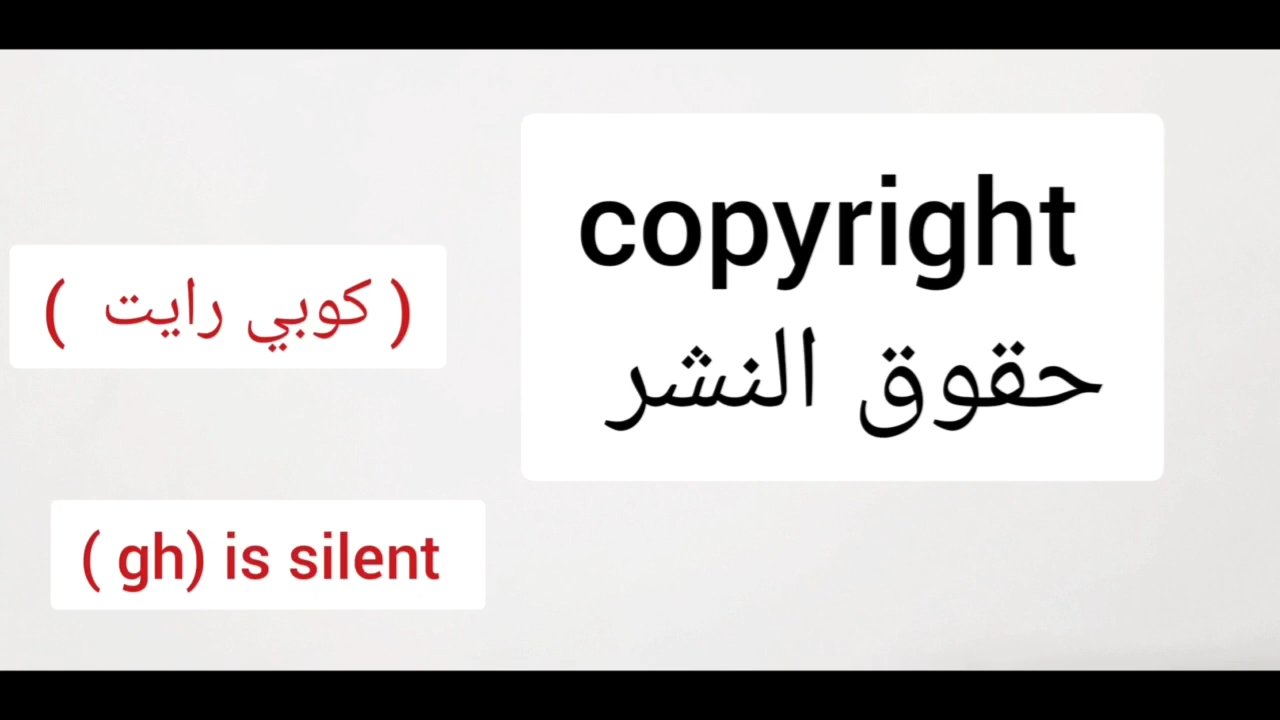 copyright
حقوق النشر
( كوبي رايت )
( gh) is silent